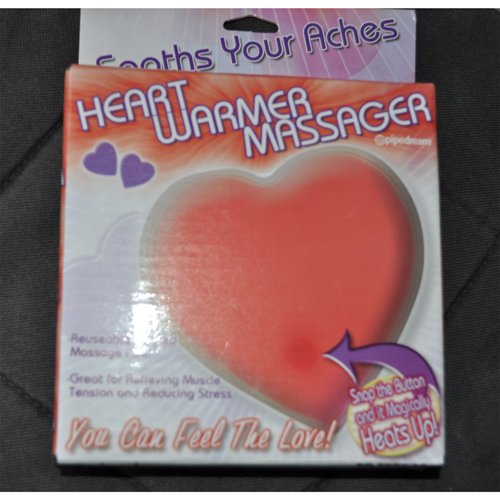 Sooths Your Aches
HEART
WARMER
MASSAGER
pipedream
Massage
-Great for Relieving Muscle
Tension and Reducing Stress
Snap the Button
and it Magically
Heats Up!
You Can Feel The Love!